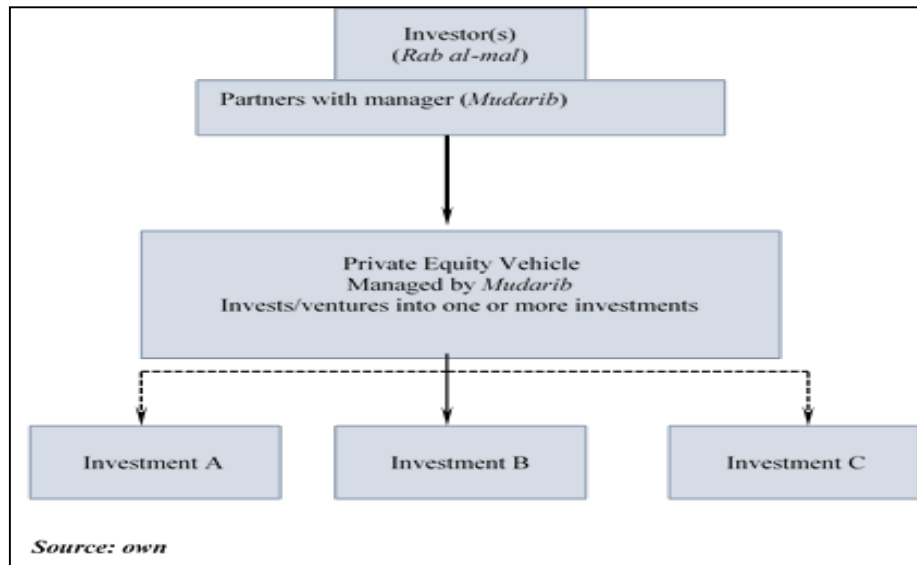 Investor(s)
(Rab al-mal)
Partners with manager (Mudarib)
Private Equity Vehicle
Managed by Mudarib
Invests/ventures into one or more investments
Investment A
Investment B
Investment C
Source: own